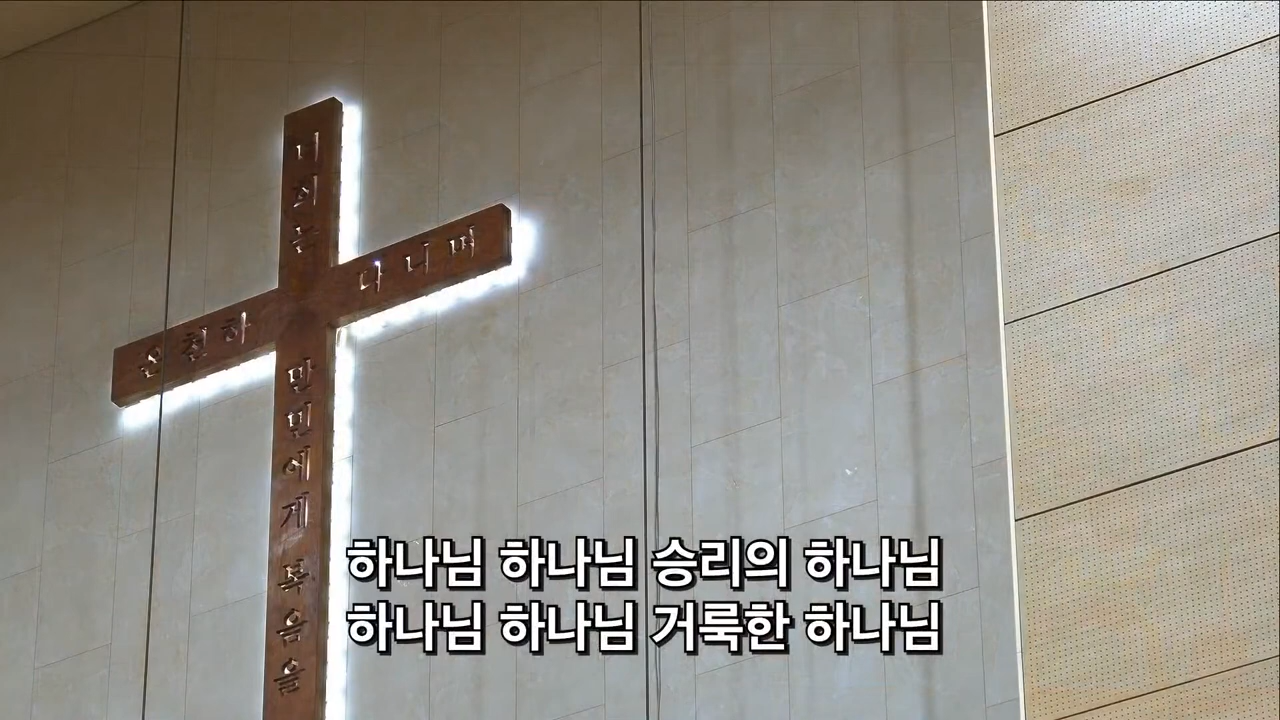 너희는
온천하 다니며
만민에게 복음을
하나님 하나님 승리의 하나님
하나님 하나님 거룩한 하나님